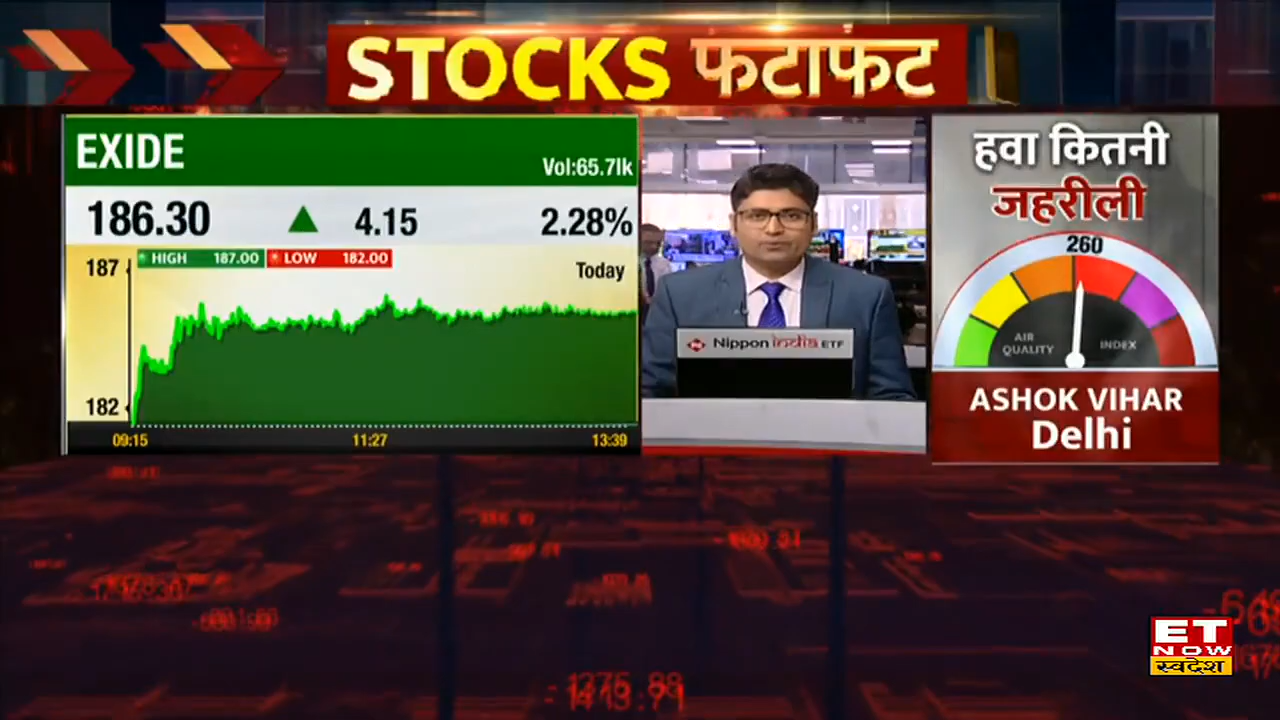 STOCKS फटाफट
EXIDE
Vol:65.7lk
186.30 ▲ 4.15 2.28%
HIGH 187.00 LOW 182.00
Today
187
182
09:15 11:27 13:39
Nippon india ETF
हवा कितनी
जहरीली
260
AIR QUALITY INDEX
ASHOK VIHAR
Delhi
ET
NOW
स्वदेश